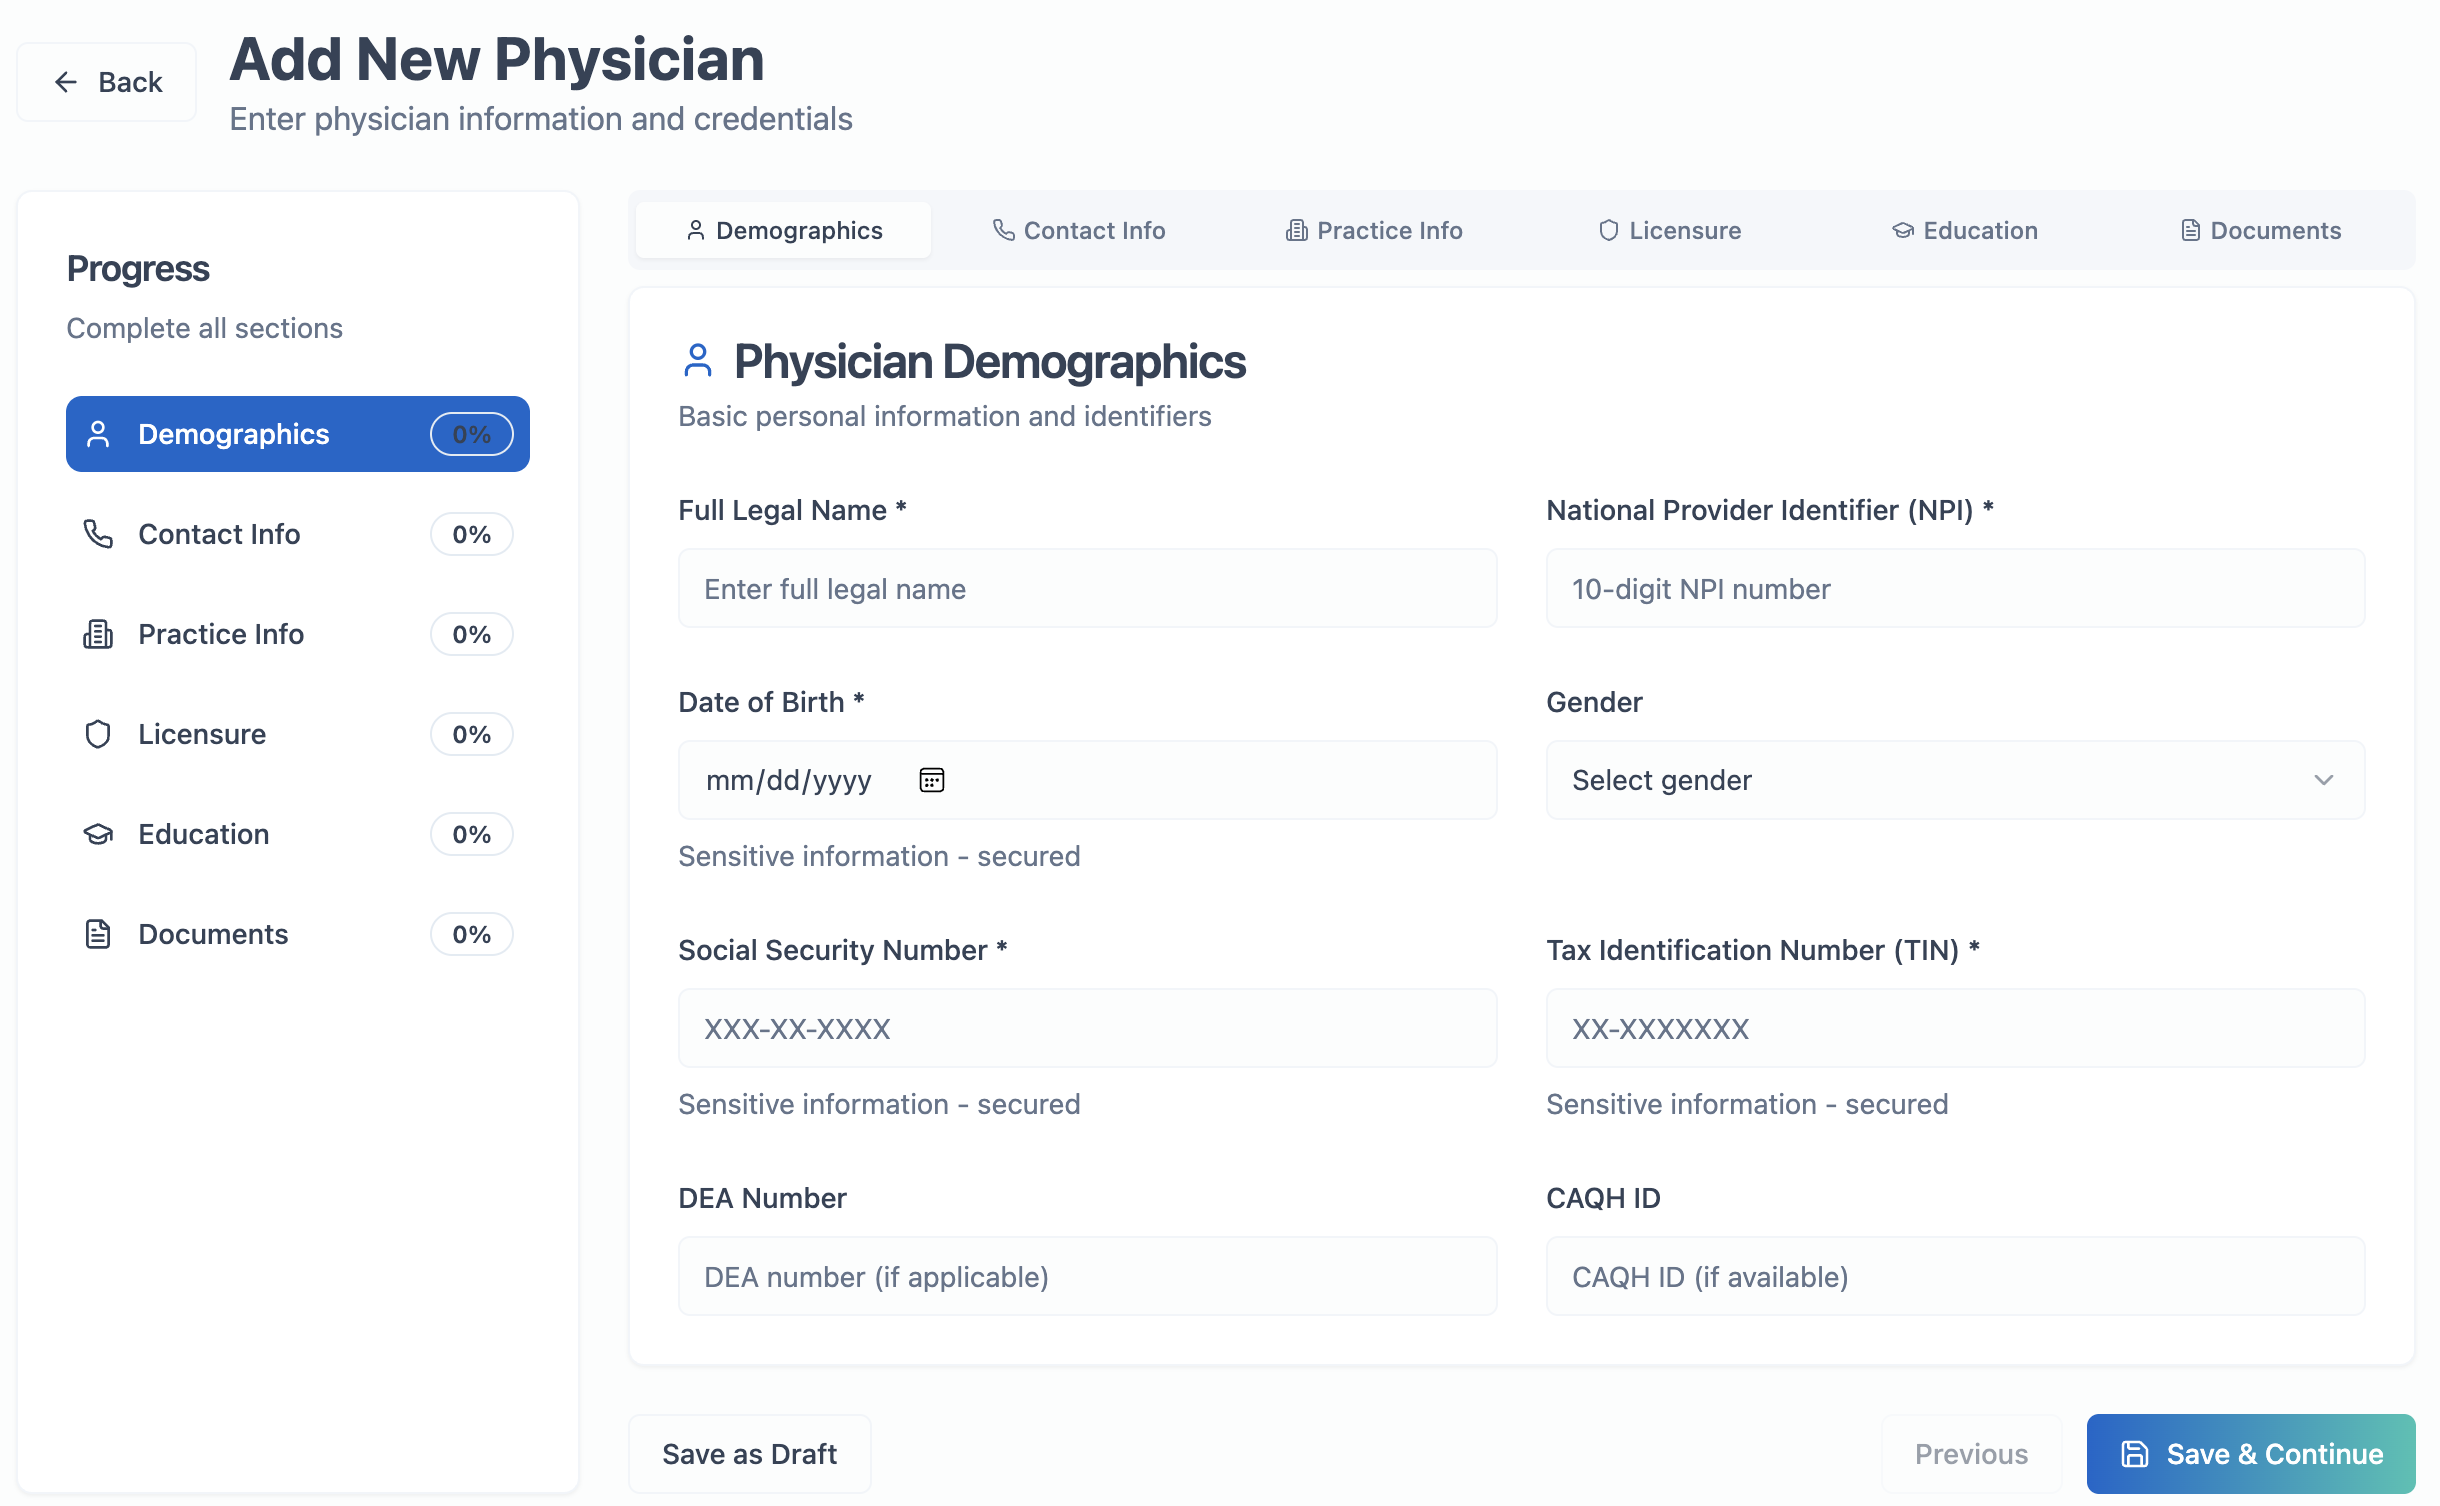 Back
Add New Physician
Enter physician information and credentials
Progress
Complete all sections
Demographics 0%
Contact Info 0%
Practice Info 0%
Licensure 0%
Education 0%
Documents 0%
Demographics Contact Info Practice Info Licensure Education Documents
Physician Demographics
Basic personal information and identifiers
Full Legal Name * National Provider Identifier (NPI) *
Enter full legal name 10-digit NPI number
Date of Birth * Gender
mm/dd/yyyy Select gender
Sensitive information - secured
Social Security Number * Tax Identification Number (TIN) *
XXX-XX-XXXX XX-XXXXXXX
Sensitive information - secured Sensitive information - secured
DEA Number CAQH ID
DEA number (if applicable) CAQH ID (if available)
Save as Draft Previous Save & Continue